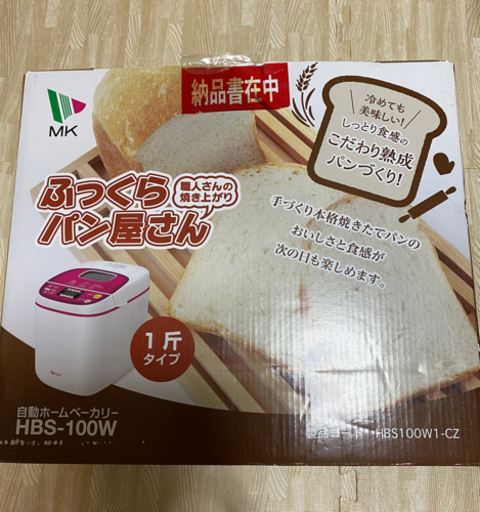 納品書在中
MK
冷めても
美味しい!
しっとり食感の
こだわり熟成
パンづくり!
ふっくら
職人さんの
焼き上がり
パン屋さん
手づくり本格焼きたてパンの
おいしさと食感が
次の日も楽しめます。
1斤
タイプ
自動ホームベーカリー
HBS-100W
HBS100W1-CZ